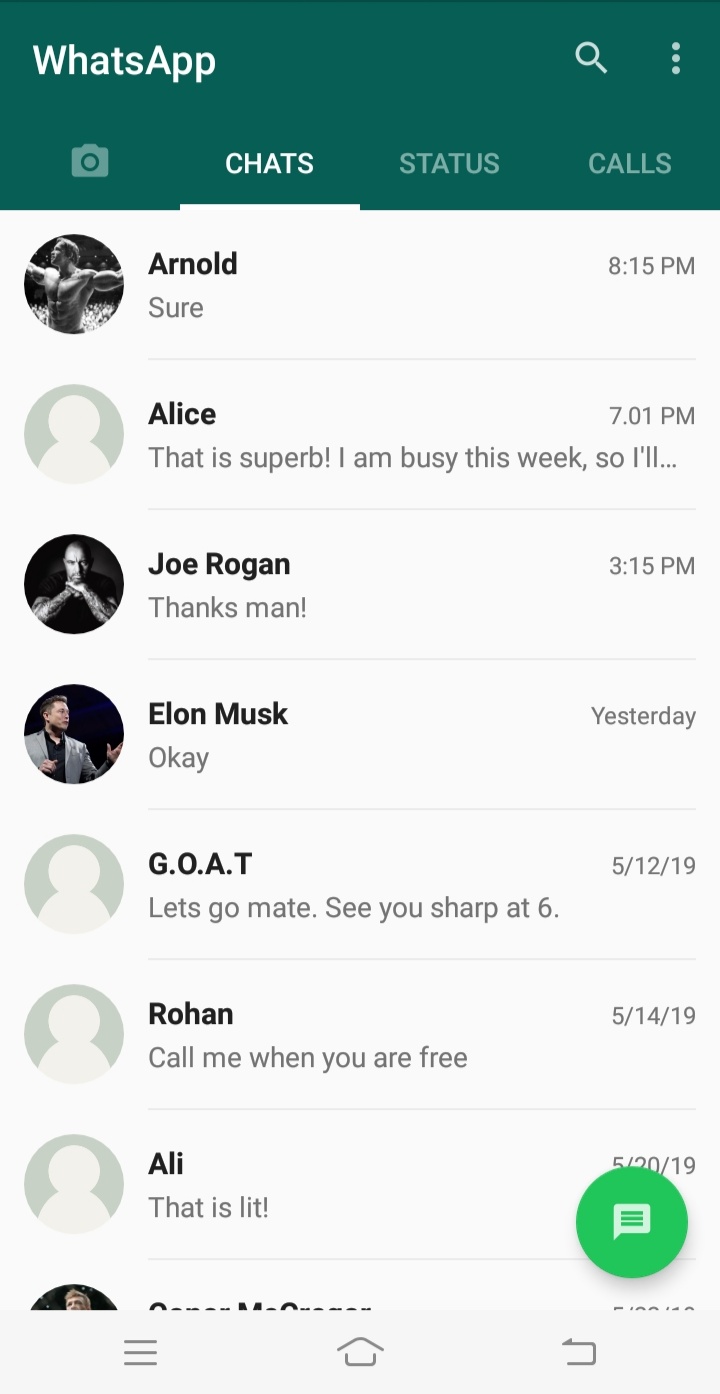 WhatsApp
CHATS
STATUS
CALLS
Arnold
8:15 PM
Sure
Alice
7.01 PM
That is superb! I am busy this week, so I'll...
Joe Rogan
3:15 PM
Thanks man!
Elon Musk
Yesterday
Okay
G.O.A.T
5/12/19
Lets go mate. See you sharp at 6.
Rohan
5/14/19
Call me when you are free
Ali
5/20/19
That is lit!
Conor McGregor